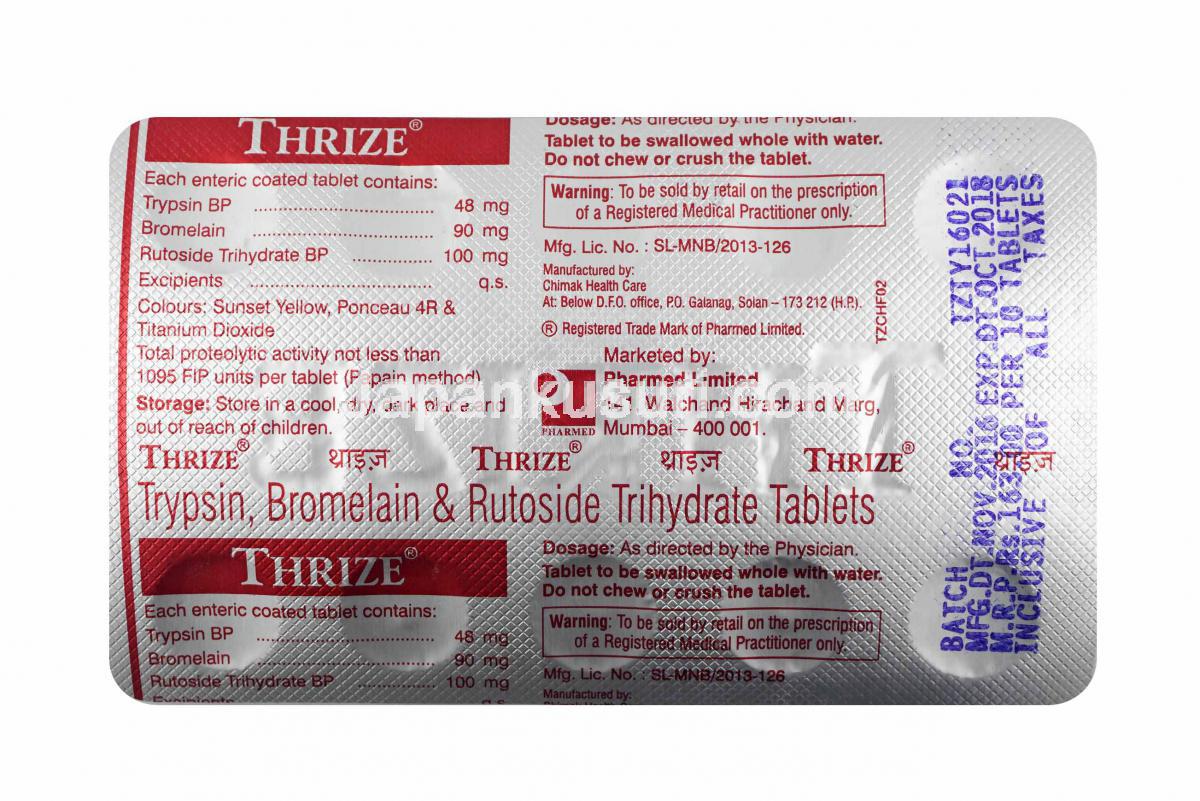 THRIZE®
Each enteric coated tablet contains:
Trypsin BP ................................. 48 mg
Bromelain ................................. 90 mg
Rutoside Trihydrate BP .............. 100 mg
Excipients ................................. q.s.
Colours: Sunset Yellow, Ponceau 4R &
Titanium Dioxide
Total proteolytic activity not less than
1095 FIP units per tablet (Papain method)
Storage: Store in a cool, dry, dark place and
out of reach of children.
Dosage: As directed by the Physician.
Tablet to be swallowed whole with water.
Do not chew or crush the tablet.
Warning: To be sold by retail on the prescription
of a Registered Medical Practitioner only.
Mfg. Lic. No. : SL-MNB/2013-126
Manufactured by:
Chimak Health Care
At: Below D.F.O. office, P.O. Galanag, Solan – 173 212 (H.P.).
® Registered Trade Mark of Pharmed Limited.
TZCHF02
Marketed by:
Pharmed Limited
141, Walchand Hirachand Marg,
Mumbai – 400 001.
PHARMED
JapanKusuri.com
THRIZE® थ्राइज़ THRIZE® थ्राइज़ THRIZE® थ्राइज़
Trypsin, Bromelain & Rutoside Trihydrate Tablets
THRIZE®
Each enteric coated tablet contains:
Trypsin BP ................................. 48 mg
Bromelain ................................. 90 mg
Rutoside Trihydrate BP .............. 100 mg
Excipients q.s.
Dosage: As directed by the Physician.
Tablet to be swallowed whole with water.
Do not chew or crush the tablet.
Warning: To be sold by retail on the prescription
of a Registered Medical Practitioner only.
Mfg. Lic. No. : SL-MNB/2013-126
Manufactured by:
BATCH NO TZTY16021
MFG.DT.NOV.2016 EXP.DT.OCT.2018
M.R.P.Rs.163.00 PER 10 TABLETS
INCLUSIVE OF ALL TAXES